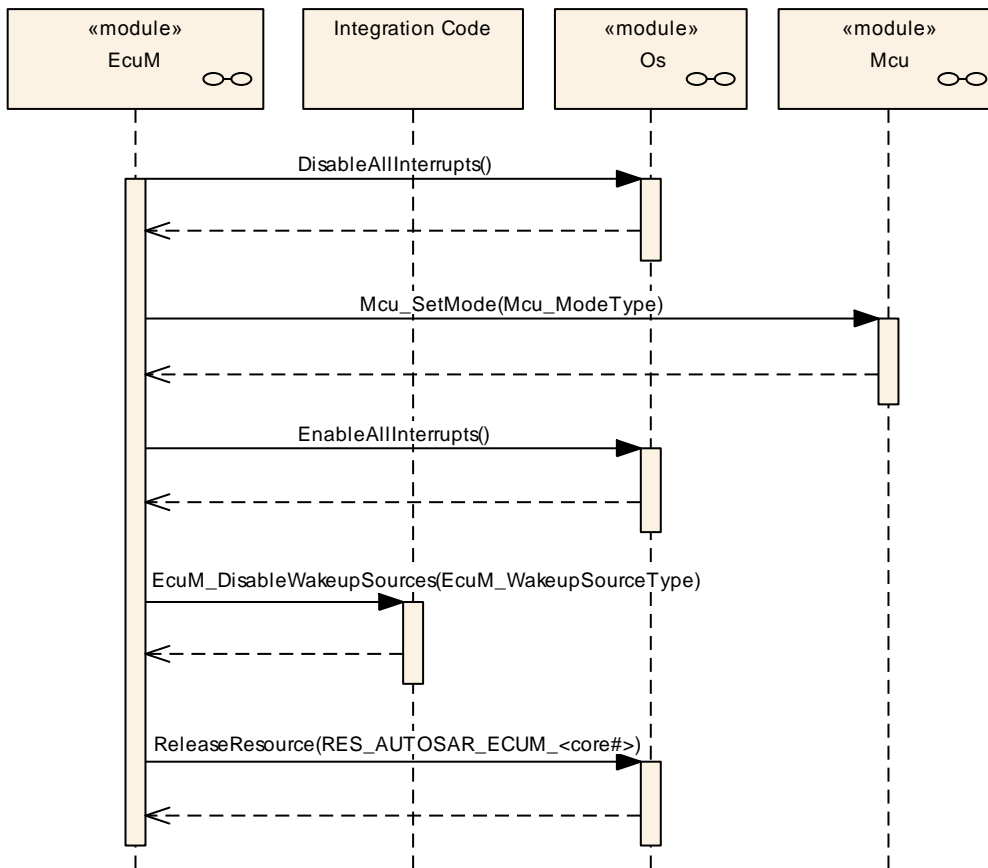 «module»
EcuM
Integration Code
«module»
Os
«module»
Mcu
DisableAllInterrupts()
Mcu_SetMode(Mcu_ModeType)
EnableAllInterrupts()
EcuM_DisableWakeupSources(EcuM_WakeupSourceType)
ReleaseResource(RES_AUTOSAR_ECUM_<core#>)